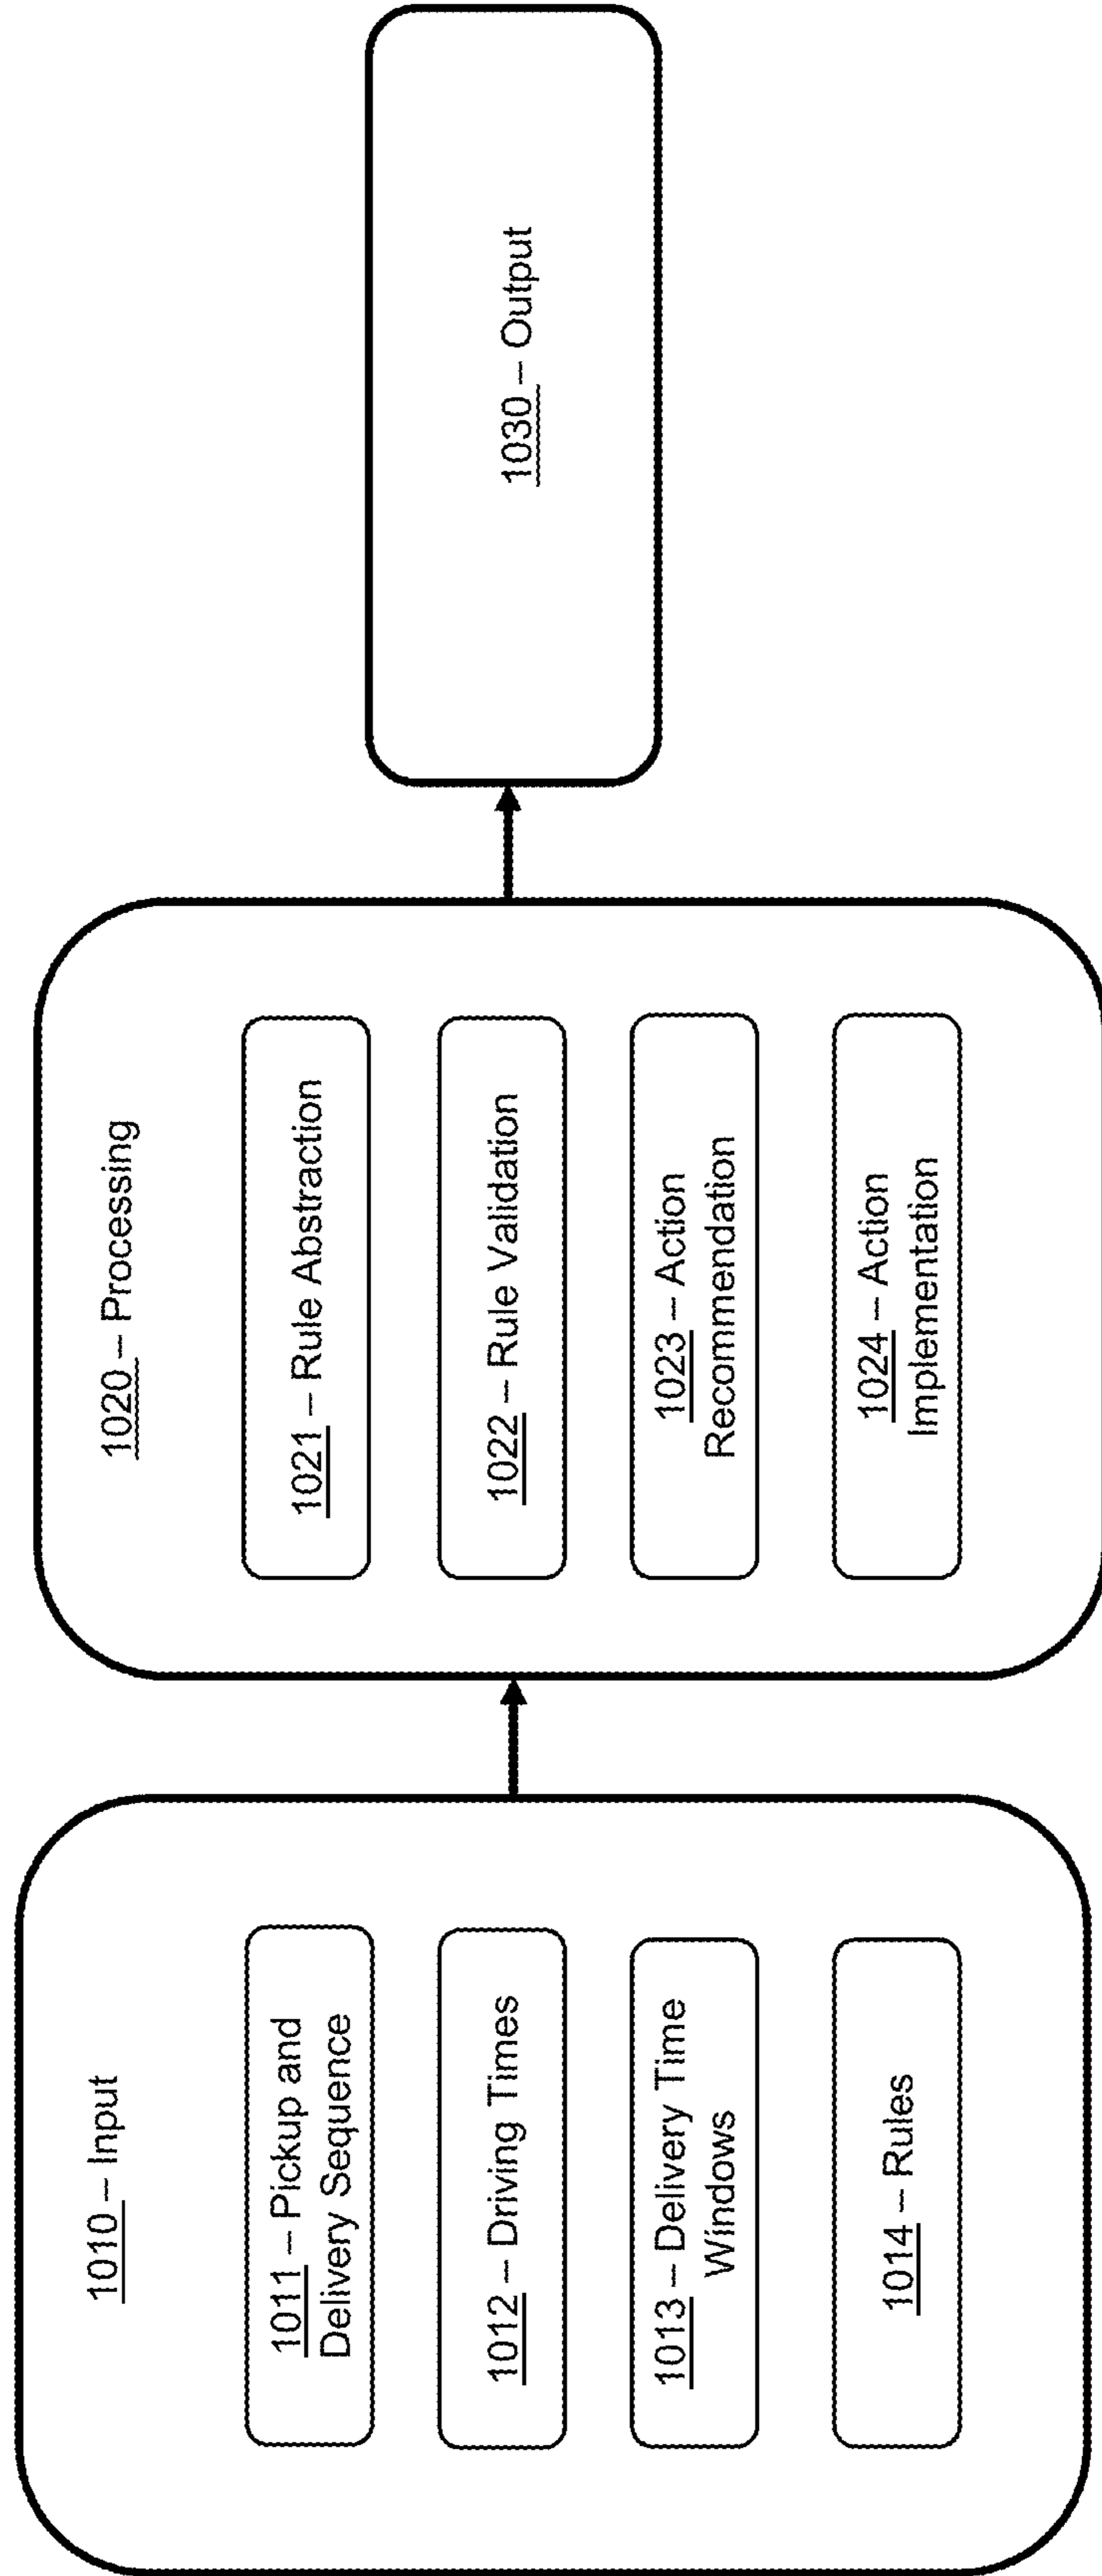 1010 – Input
1011 – Pickup and
Delivery Sequence
1012 – Driving Times
1013 – Delivery Time
Windows
1014 – Rules
1020 – Processing
1021 – Rule Abstraction
1022 – Rule Validation
1023 – Action
Recommendation
1024 – Action
Implementation
1030 – Output